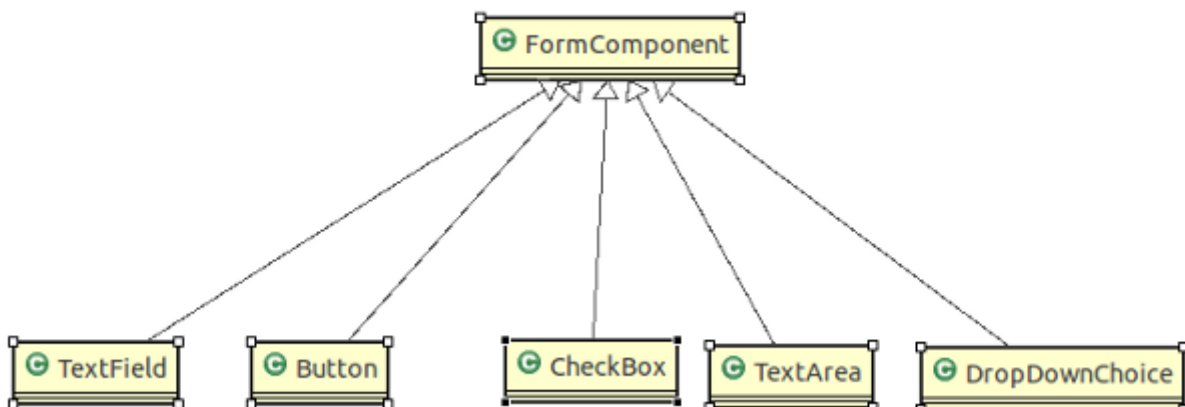 FormComponent
TextField
Button
CheckBox
TextArea
DropDownChoice